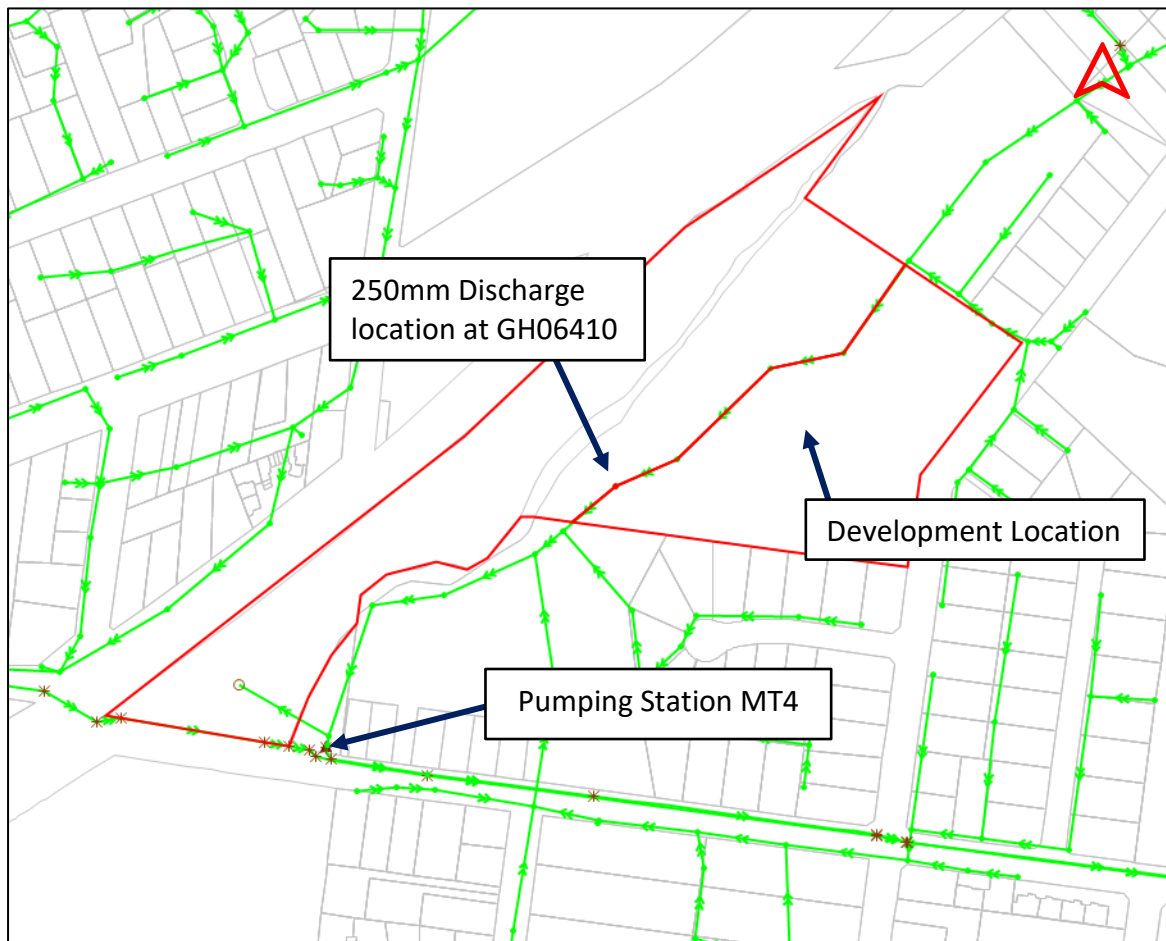 250mm Discharge
location at GH06410
Development Location
Pumping Station MT4